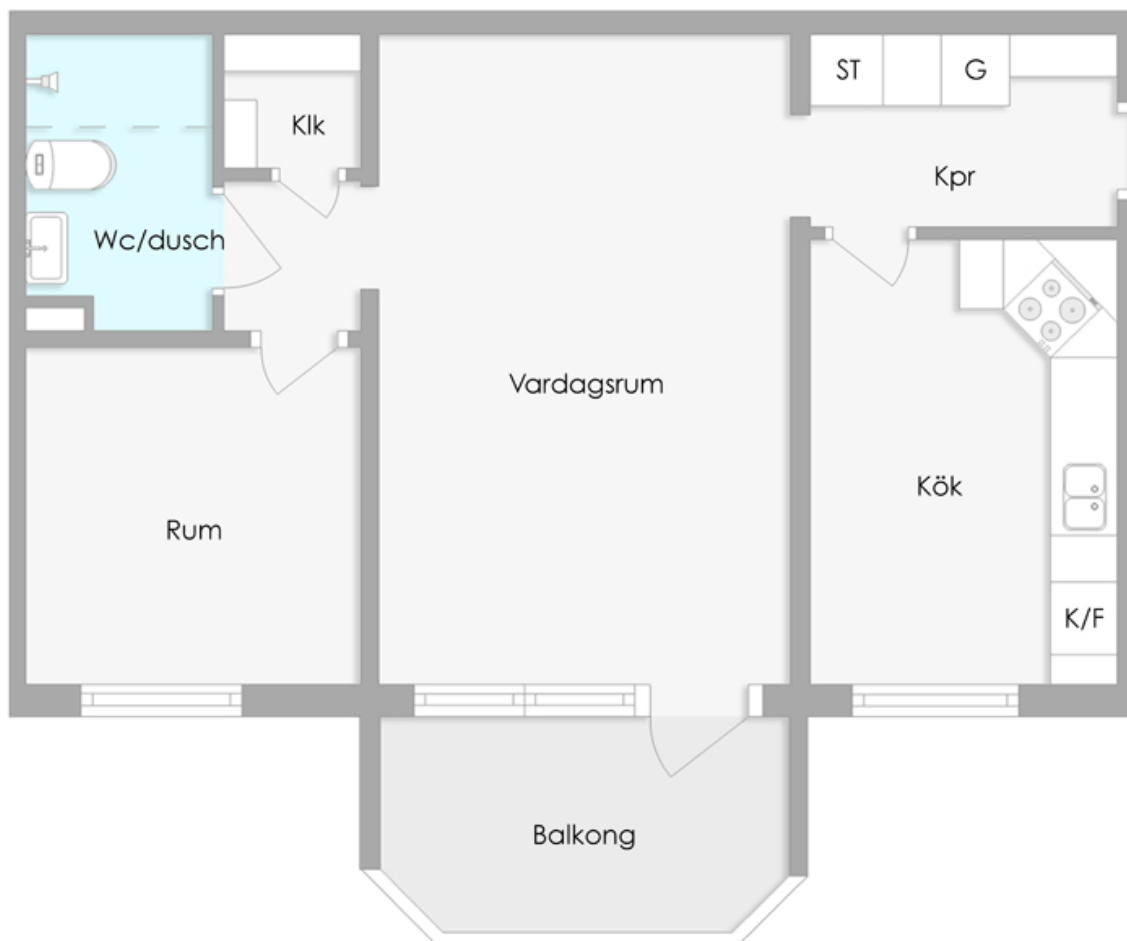 ST
G
Klk
Kpr
Wc/dusch
Vardagsrum
Kök
Rum
K/F
Balkong